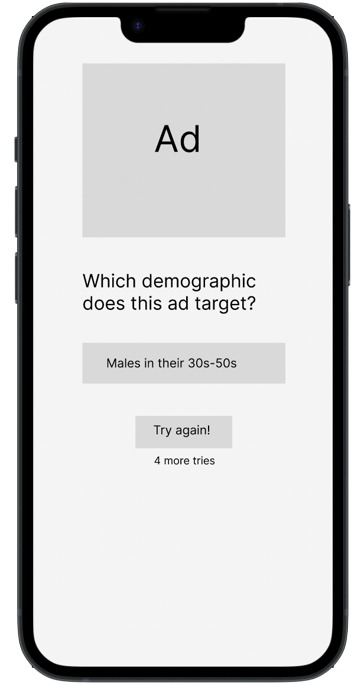 Ad
Which demographic
does this ad target?
Males in their 30s-50s
Try again!
4 more tries